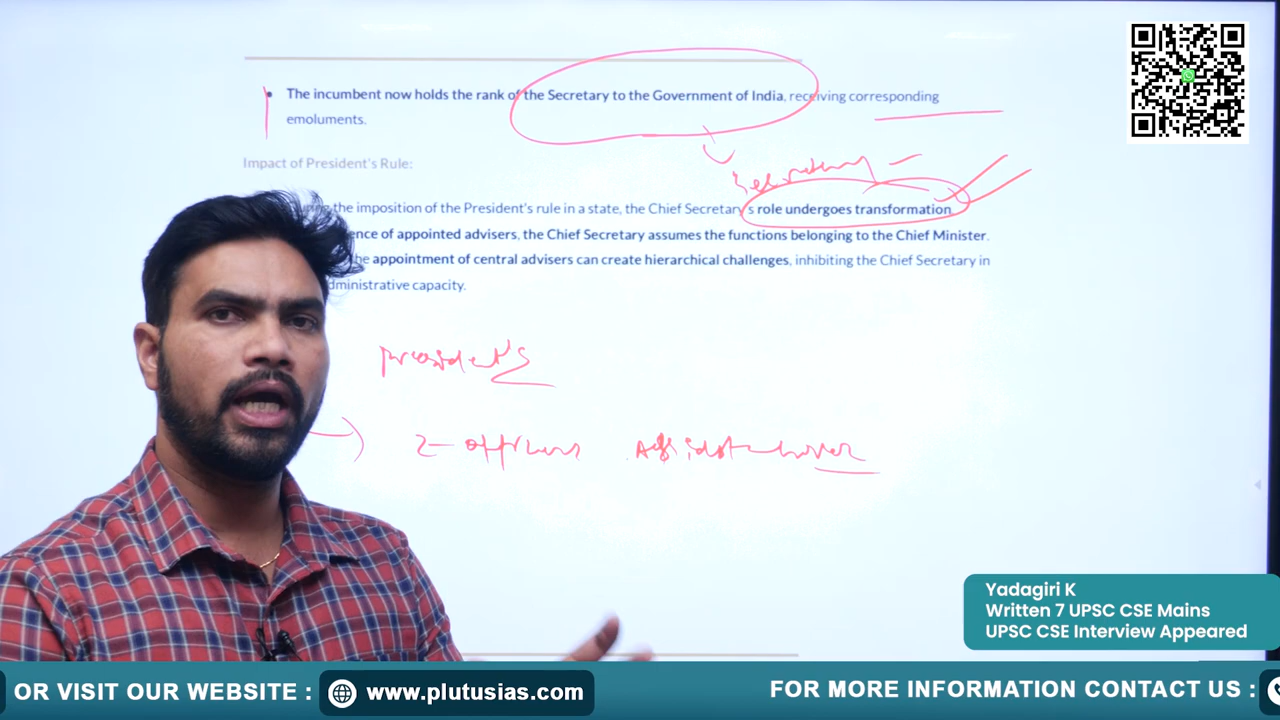 • The incumbent now holds the rank of the Secretary to the Government of India, receiving corresponding
emoluments.
Secretary
Impact of President's Rule:
the imposition of the President's rule in a state, the Chief Secretary's role undergoes transformation.
ence of appointed advisers, the Chief Secretary assumes the functions belonging to the Chief Minister.
he appointment of central advisers can create hierarchical challenges, inhibiting the Chief Secretary in
dministrative capacity.
President's
2- officers
Yadagiri K
Written 7 UPSC CSE Mains
UPSC CSE Interview Appeared
OR VISIT OUR WEBSITE : www.plutusias.com FOR MORE INFORMATION CONTACT US :